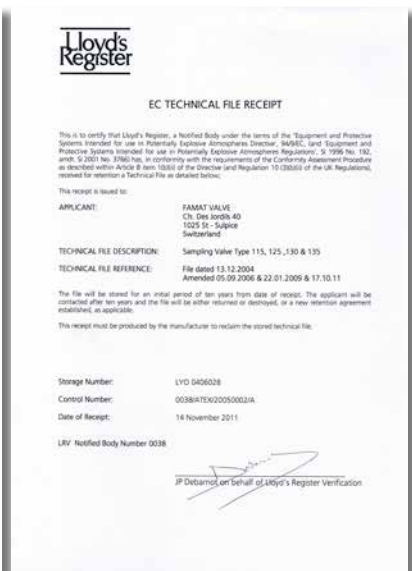 Lloyd's
Register
EC TECHNICAL FILE RECEIPT
This is to certify that Lloyd's Register, a Notified Body under the terms of the 'Equipment and Protective
Systems Intended for use in Potentially Explosive Atmospheres Directive', 94/9/EC, (and 'Equipment and
Protective Systems Intended for use in Potentially Explosive Atmospheres Regulations', SI 1996 No. 192,
amdt. SI 2001 No. 3766) has, in conformity with the requirements of the Conformity Assessment Procedure
as described within Article 8 item of the Directive (and Regulation 10 of the UK Regulations),
received for retention a Technical File as detailed below;
This receipt is issued to:
APPLICANT: FAMAT VALVE
Ch. Des Jordils 40
1025 St - Sulpice
Switzerland
TECHNICAL FILE DESCRIPTION: Sampling Valve Type 115, 125 ,130 & 135
TECHNICAL FILE REFERENCE: File dated 13.12.2004
Amended 05.09.2006 & 22.01.2009 & 17.10.11
The file will be stored for an initial period of ten years from date of receipt. The applicant will be
contacted after ten years and the file will be either returned or destroyed, or a new retention agreement
established, as applicable.
This receipt must be produced by the manufacturer to reclaim the stored technical file.
Storage Number: LYO 0406028
Control Number: 0038/ATEX/20050002/A
Date of Receipt: 14 November 2011
LRV Notified Body Number 0038
JP Debarnot on behalf of Lloyd's Register Verification